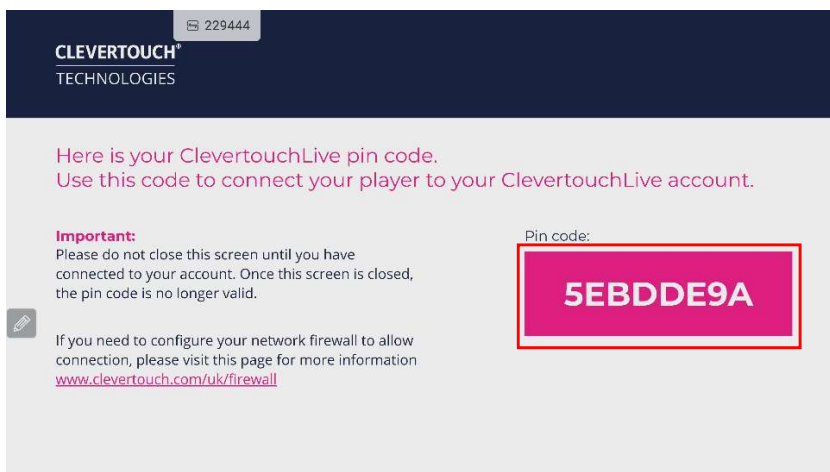 229444
CLEVERTOUCH®
TECHNOLOGIES
Here is your ClevertouchLive pin code.
Use this code to connect your player to your ClevertouchLive account.
Important:
Please do not close this screen until you have
connected to your account. Once this screen is closed,
the pin code is no longer valid.
If you need to configure your network firewall to allow
connection, please visit this page for more information
www.clevertouch.com/uk/firewall
Pin code:
5EBDDE9A